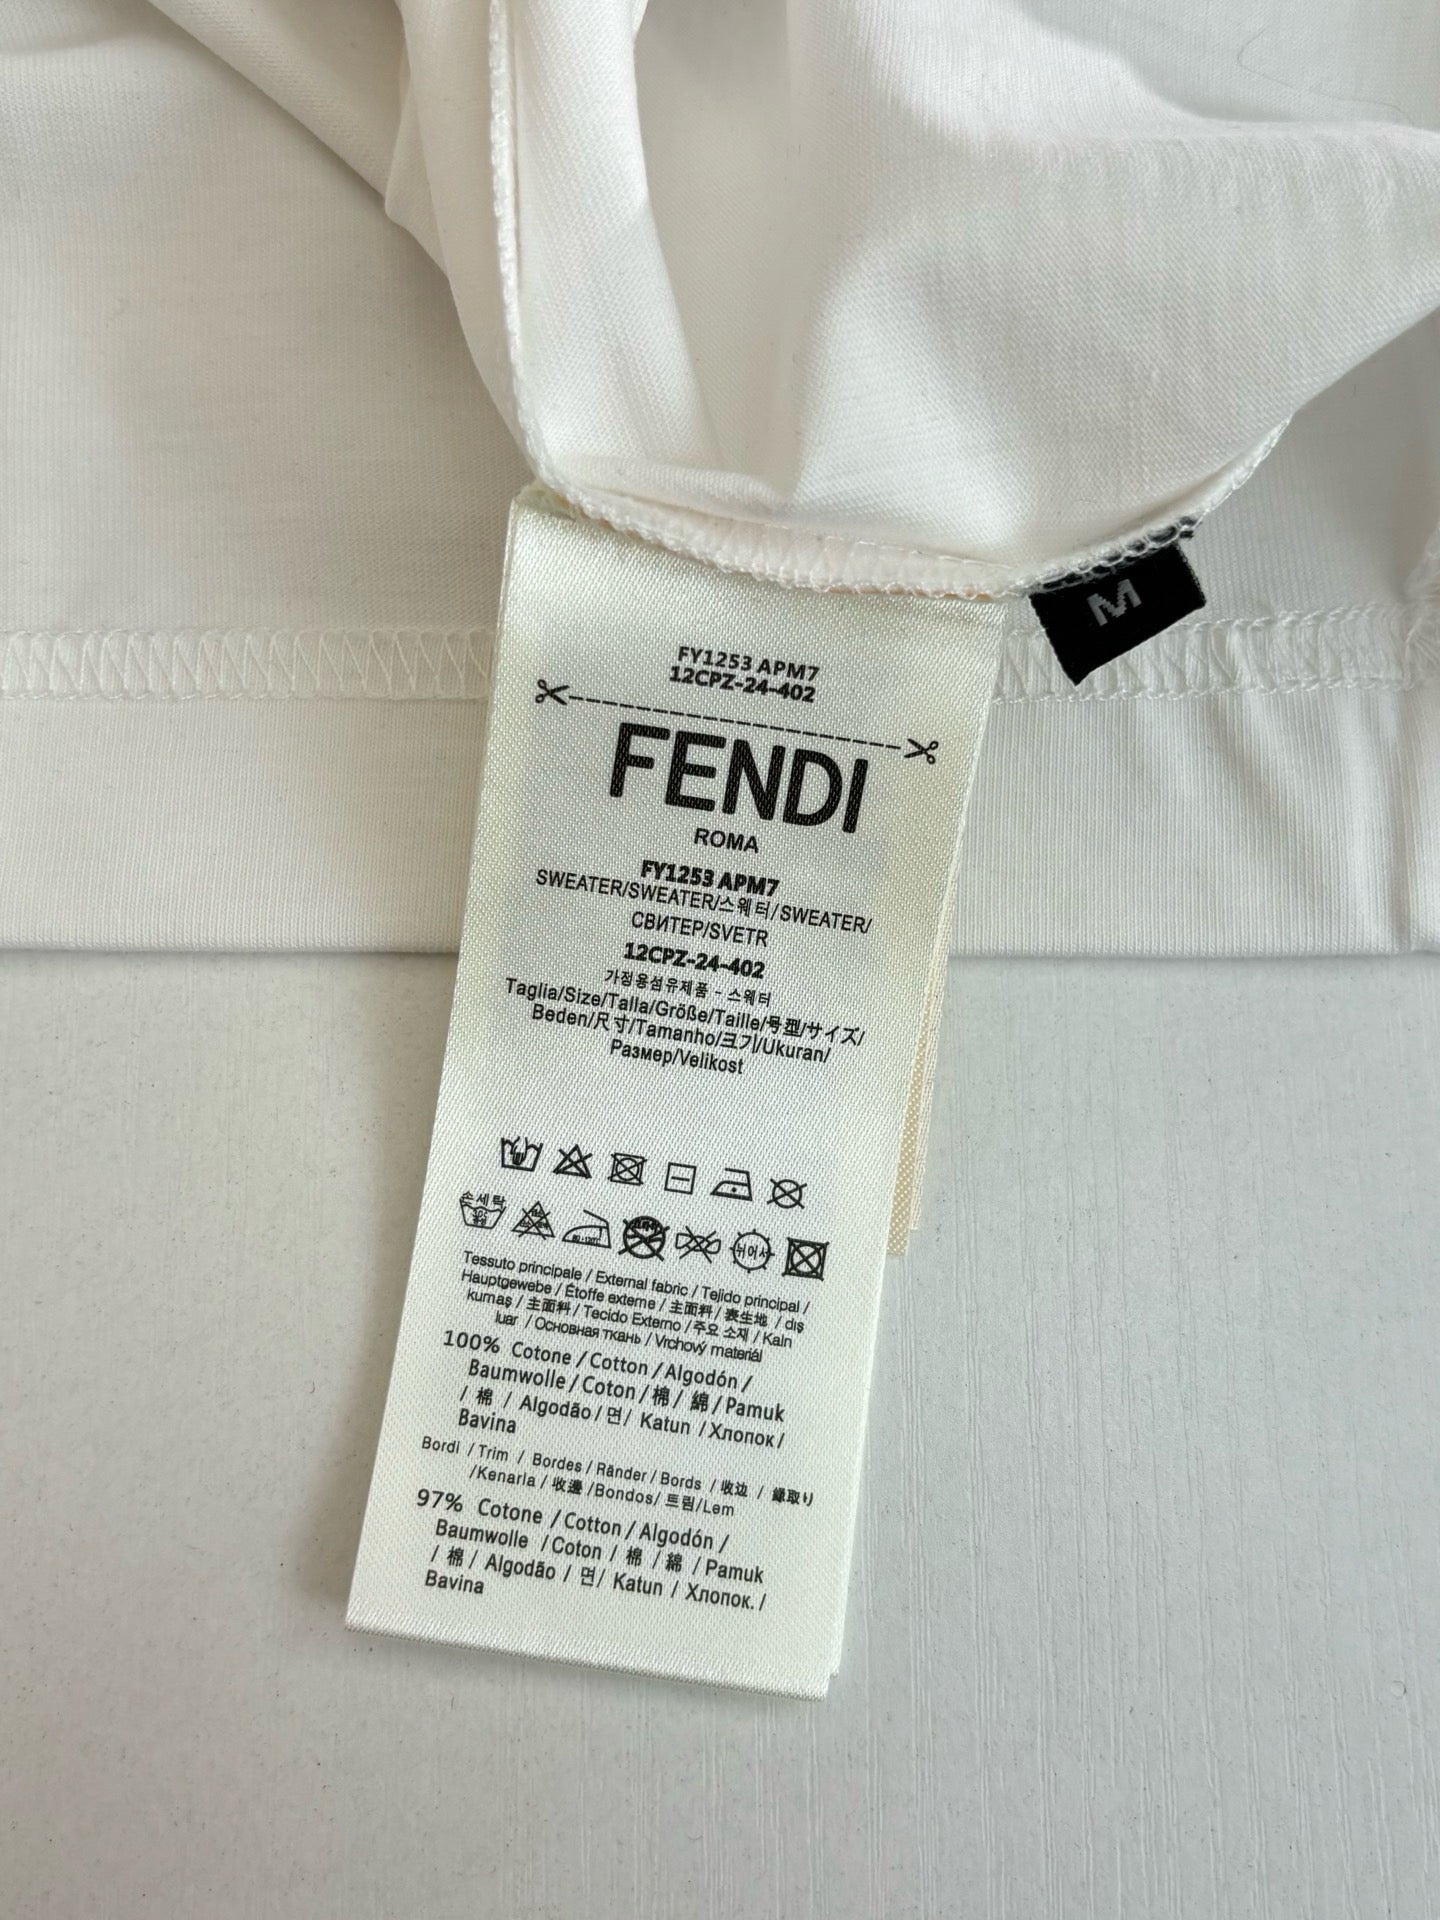 M
FY1253 APM7
12CPZ-24-402
FENDI
ROMA
FY1253 APM7
SWEATER/SWEATER/스웨터/SWEATER/
СВИТЕР/SVETR
12CPZ-24-402
가정용섬유제품 - 스웨터
Taglia/Size/Talla/Größe/Taille/号型/サイズ/
Beden/尺寸/Tamanho/크기/Ukuran/
Размер/Velikost
손세탁
뉘어서
Tessuto principale / External fabric / Tejido principal /
Hauptgewebe / Étoffe externe / 主面料 / 表生地 / dış
kumaş / 主面料 / Tecido Externo / 주요 소재 / Kain
luar / Основная ткань / Vrchový materiál
100% Cotone / Cotton / Algodón /
Baumwolle / Coton / 棉 / 綿 / Pamuk
/ 棉 / Algodão / 면 / Katun / Хлопок /
Bavina
Bordi / Trim / Bordes / Ränder / Bords / 收边 / 縁取り
/Kenarla / 收邊 /Bondos/ 트림/Lem
97% Cotone / Cotton / Algodón /
Baumwolle / Coton / 棉 / 綿 / Pamuk
/ 棉 / Algodão / 면 / Katun / Хлопок. /
Bavina